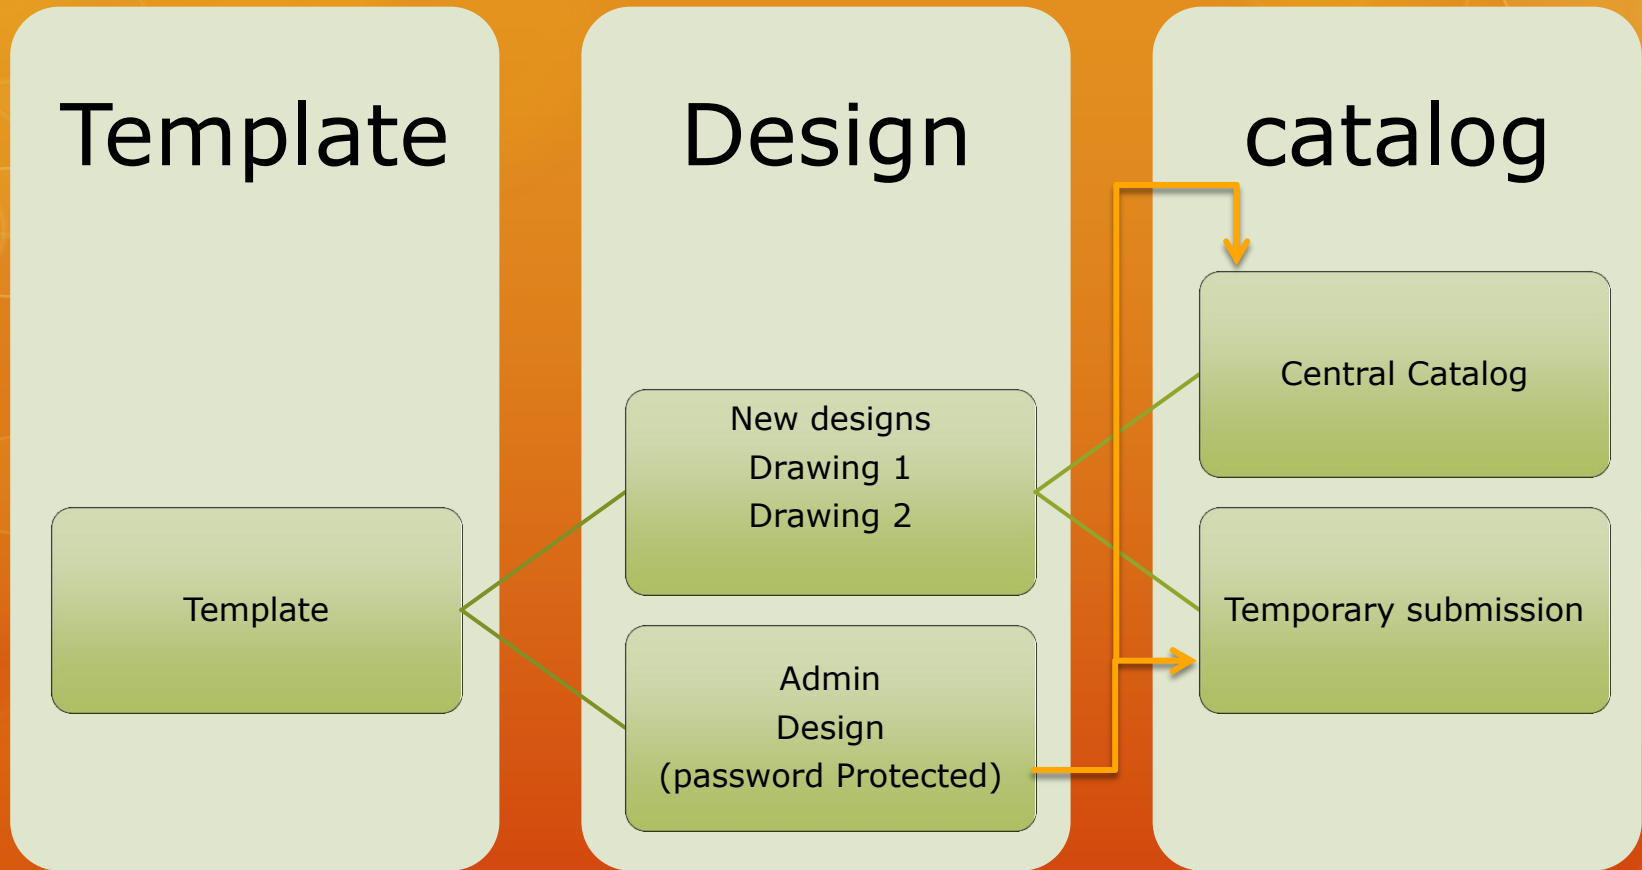 Template
Design
catalog
Template
New designs
Drawing 1
Drawing 2
Admin
Design
(password Protected)
Central Catalog
Temporary submission